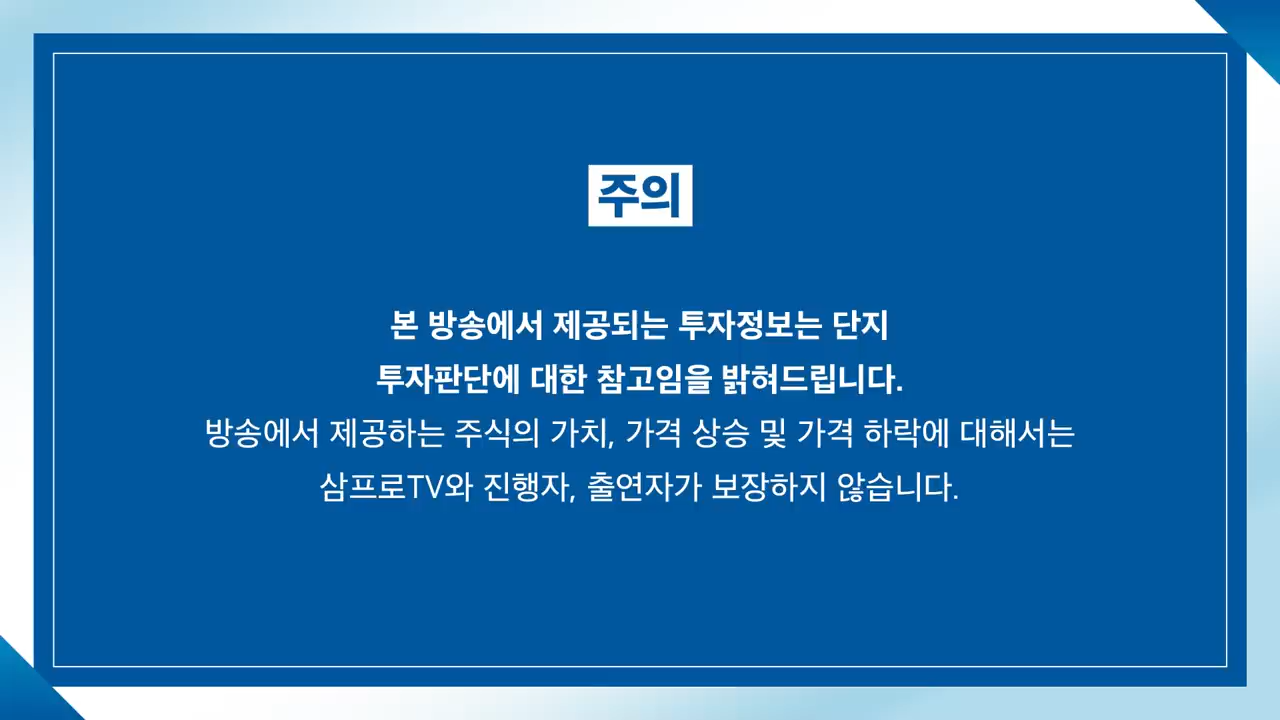 주의
본 방송에서 제공되는 투자정보는 단지
투자판단에 대한 참고임을 밝혀드립니다.
방송에서 제공하는 주식의 가치, 가격 상승 및 가격 하락에 대해서는
삼프로TV와 진행자, 출연자가 보장하지 않습니다.